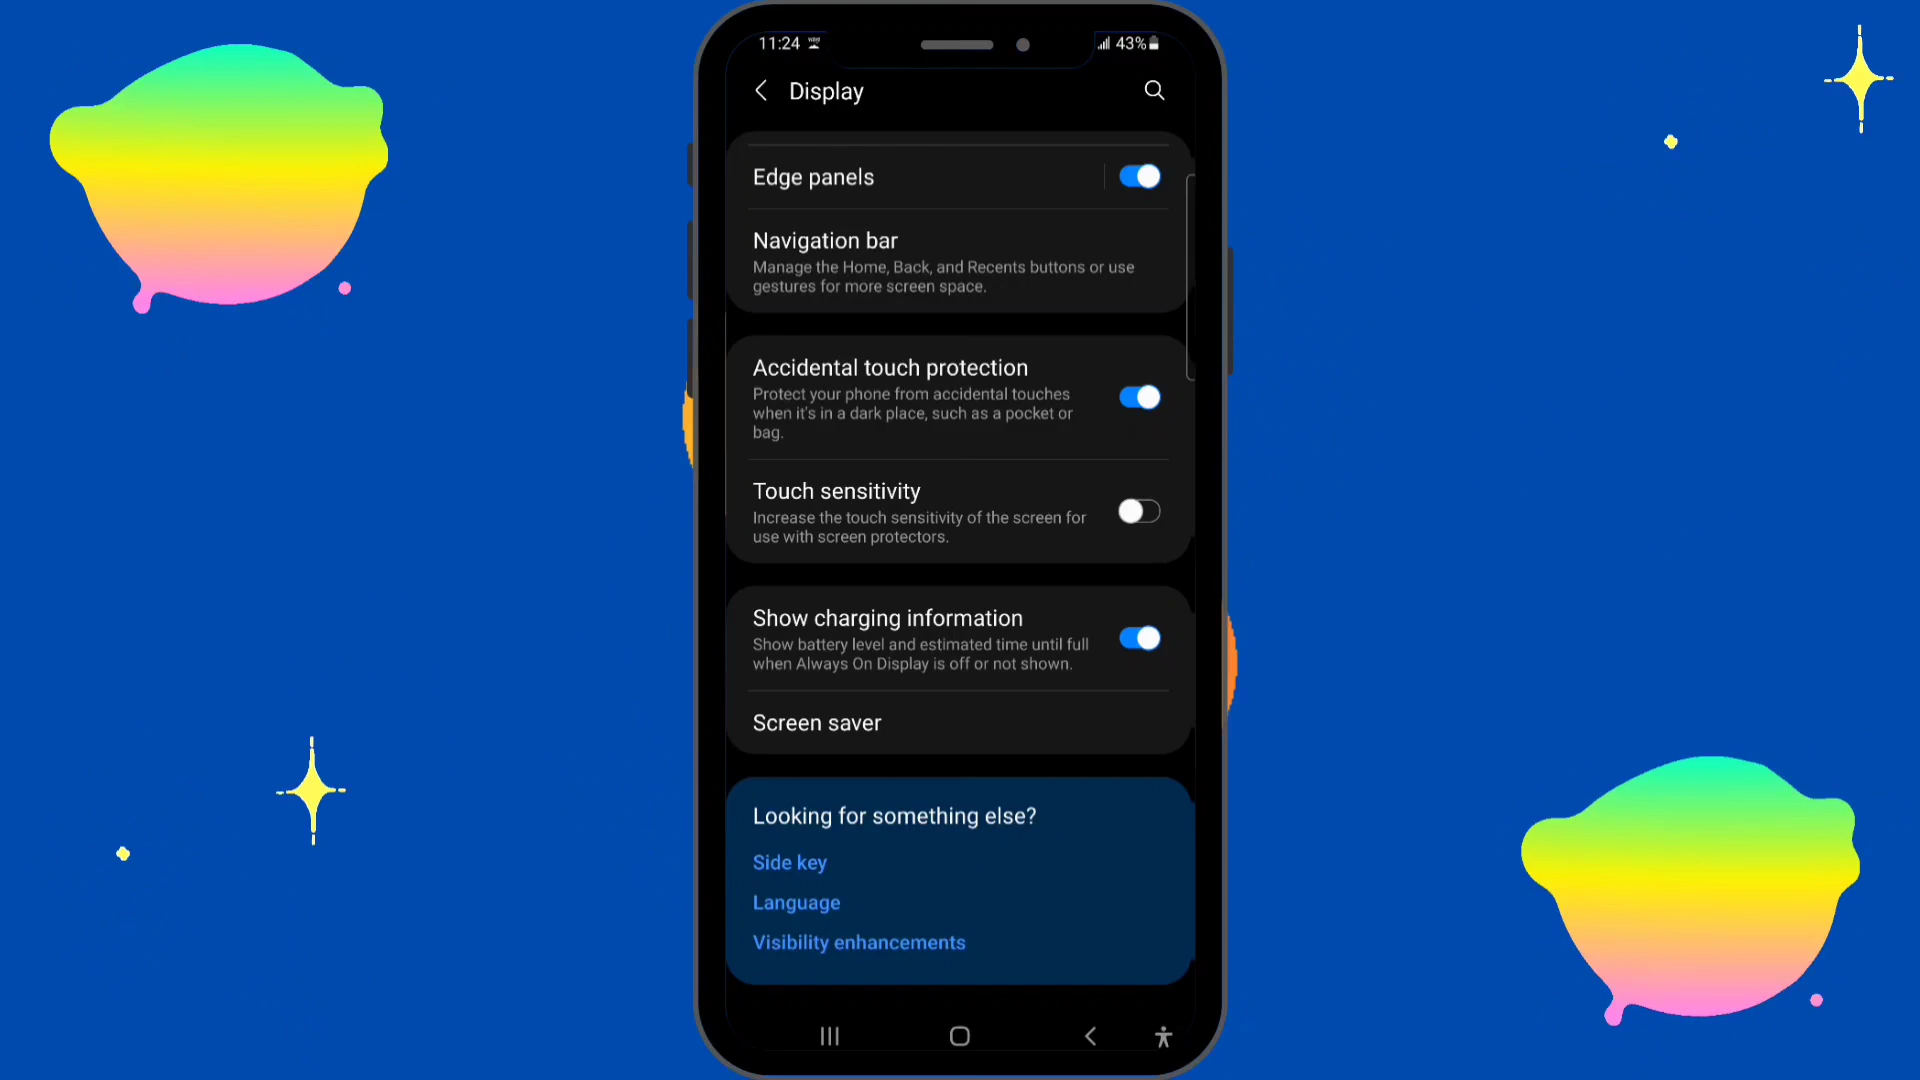 11:24
43%
Display
Edge panels
Navigation bar
Manage the Home, Back, and Recents buttons or use
gestures for more screen space.
Accidental touch protection
Protect your phone from accidental touches
when it's in a dark place, such as a pocket or
bag.
Touch sensitivity
Increase the touch sensitivity of the screen for
use with screen protectors.
Show charging information
Show battery level and estimated time until full
when Always On Display is off or not shown.
Screen saver
Looking for something else?
Side key
Language
Visibility enhancements